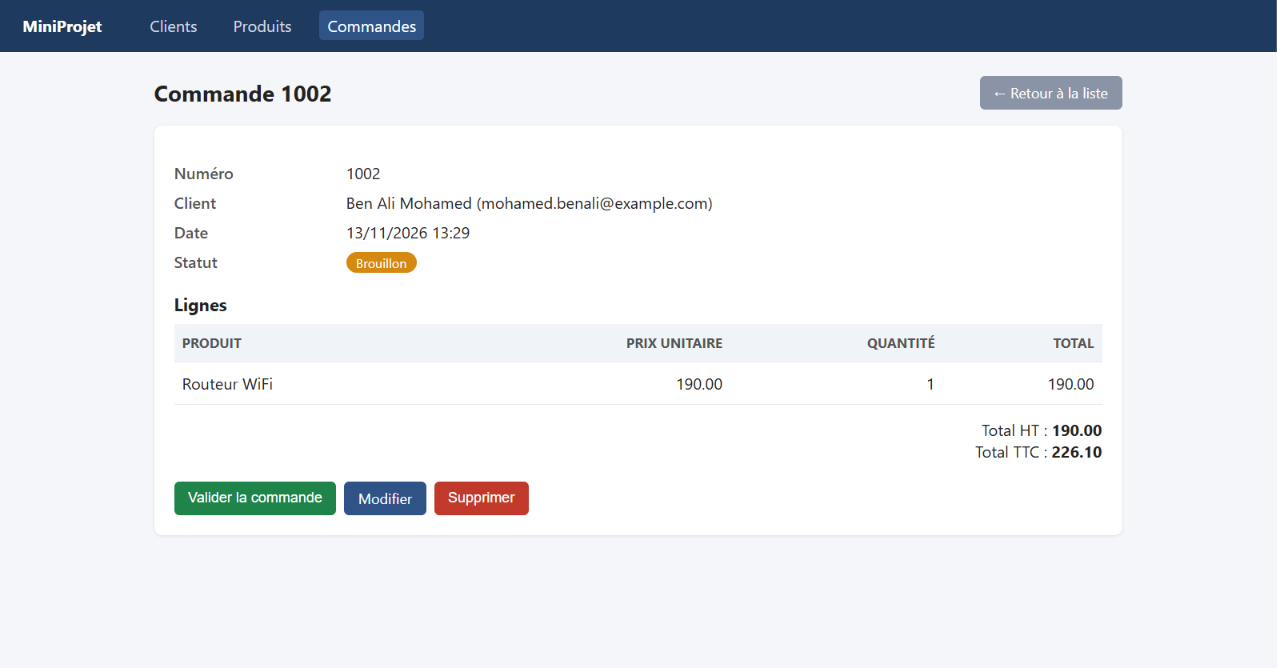 MiniProjet Clients Produits Commandes
Commande 1002 ← Retour à la liste
Numéro 1002
Client Ben Ali Mohamed (mohamed.benali@example.com)
Date 13/11/2026 13:29
Statut Brouillon
Lignes
PRODUIT PRIX UNITAIRE QUANTITÉ TOTAL
Routeur WiFi 190.00 1 190.00
Total HT : 190.00
Total TTC : 226.10
Valider la commande Modifier Supprimer